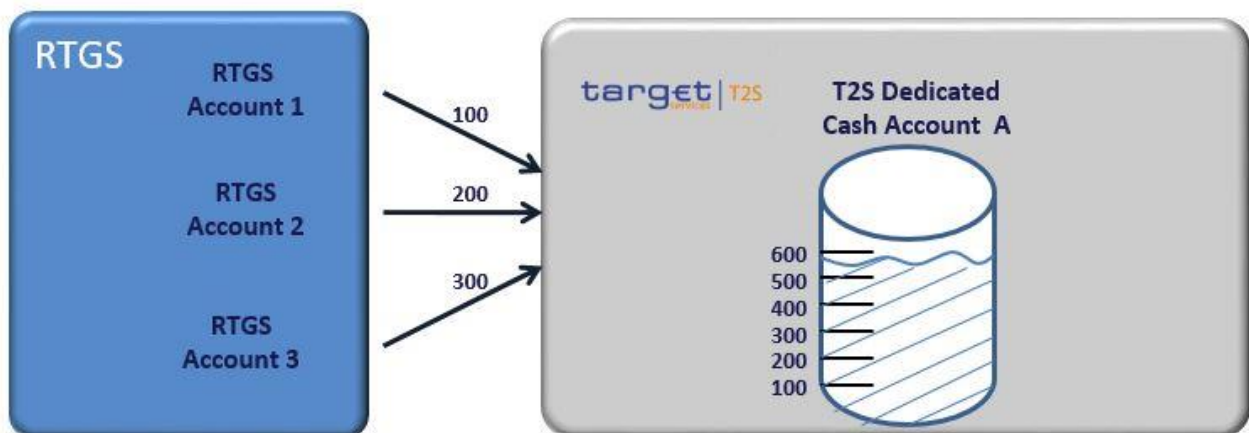 RTGS
RTGS
Account 1
RTGS
Account 2
RTGS
Account 3
100
200
300
target | T2S
services
T2S Dedicated
Cash Account A
600
500
400
300
200
100